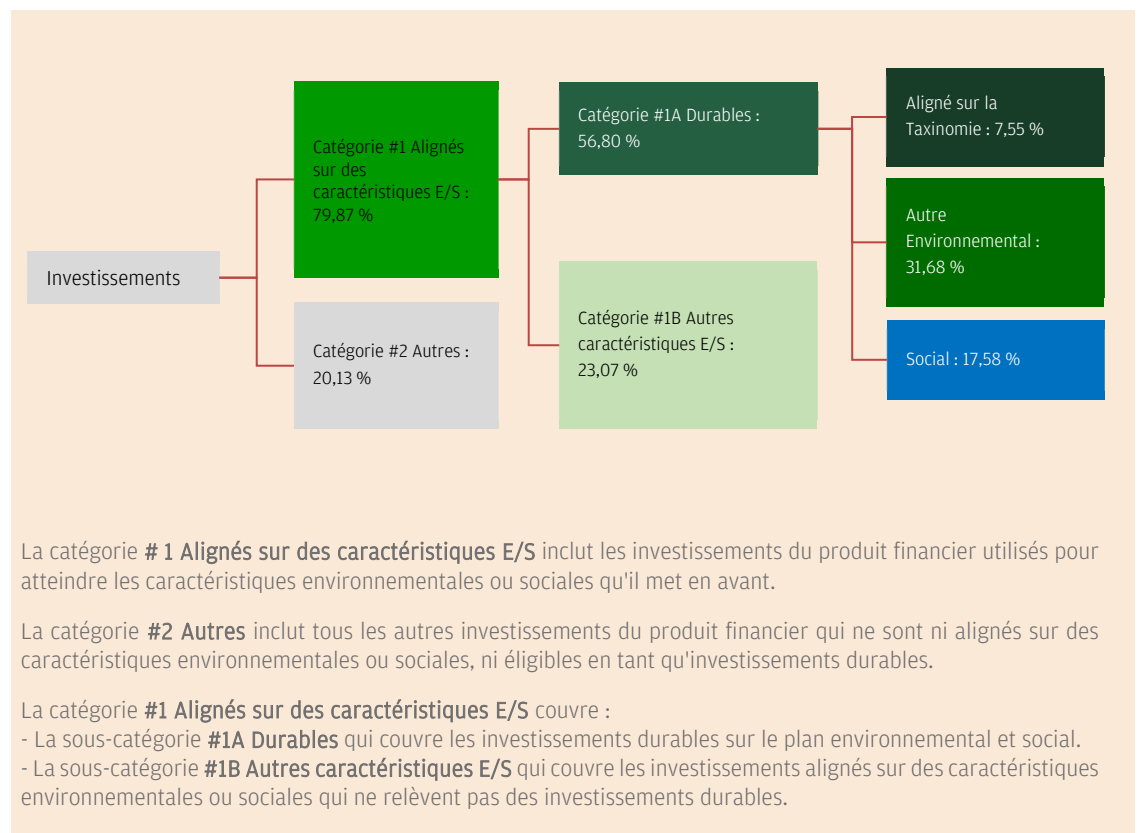 Investissements
Catégorie #1 Alignés
sur des
caractéristiques E/S :
79,87 %
Catégorie #2 Autres :
20,13 %
Catégorie #1A Durables :
56,80 %
Catégorie #1B Autres
caractéristiques E/S :
23,07 %
Aligné sur la
Taxinomie : 7,55 %
Autre
Environnemental :
31,68 %
Social : 17,58 %
La catégorie # 1 Alignés sur des caractéristiques E/S inclut les investissements du produit financier utilisés pour
atteindre les caractéristiques environnementales ou sociales qu'il met en avant.
La catégorie #2 Autres inclut tous les autres investissements du produit financier qui ne sont ni alignés sur des
caractéristiques environnementales ou sociales, ni éligibles en tant qu'investissements durables.
La catégorie #1 Alignés sur des caractéristiques E/S couvre :
- La sous-catégorie #1A Durables qui couvre les investissements durables sur le plan environnemental et social.
- La sous-catégorie #1B Autres caractéristiques E/S qui couvre les investissements alignés sur des caractéristiques
environnementales ou sociales qui ne relèvent pas des investissements durables.